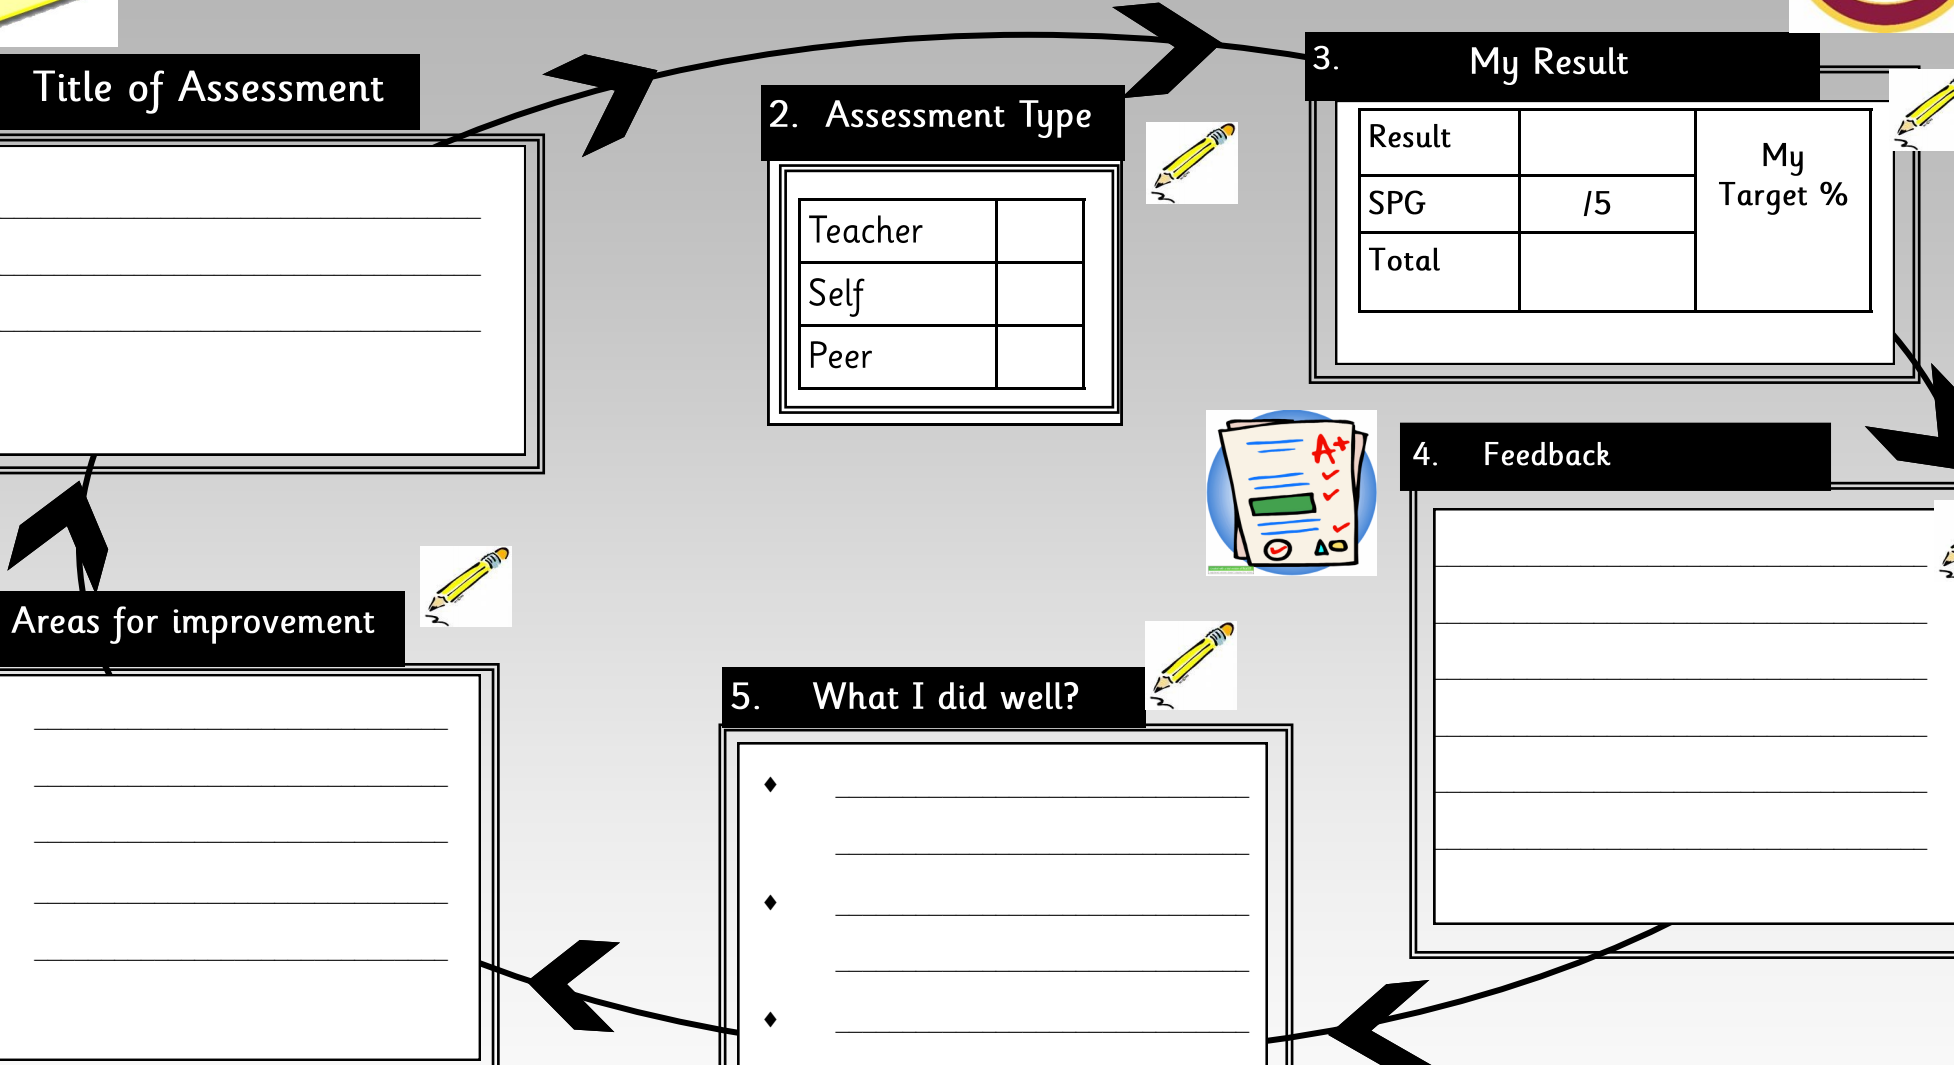 Title of Assessment
2. Assessment Type
Teacher
Self
Peer
3. My Result
Result
SPG /5
Total
My
Target %
A+
4. Feedback
5. What I did well?
Areas for improvement